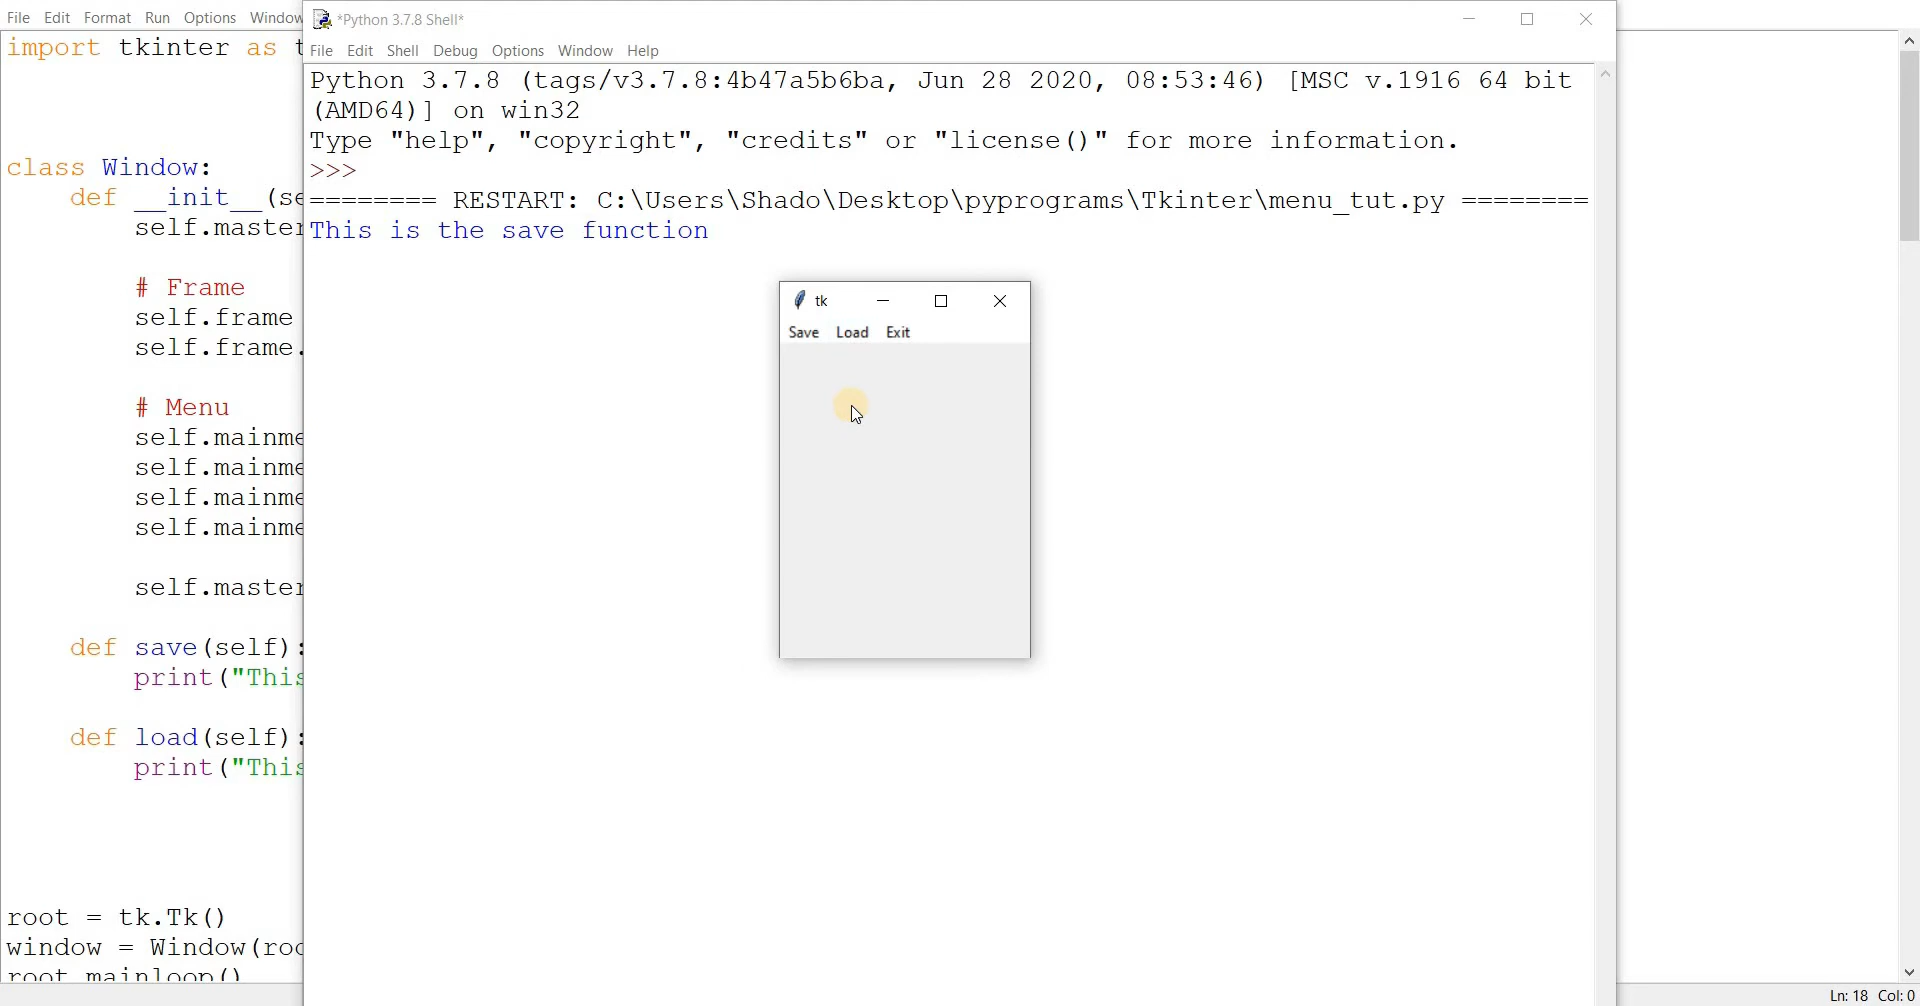 File Edit Format Run Options Window
import tkinter as t
class Window:
def __init__(se
self.master
# Frame
self.frame
self.frame.
# Menu
self.mainme
self.mainme
self.mainme
self.mainme
self.master
def save(self):
print("This
def load(self):
print("This
root = tk.Tk()
window = Window(roo
root.mainloop()
*Python 3.7.8 Shell*
File Edit Shell Debug Options Window Help
Python 3.7.8 (tags/v3.7.8:4b47a5b6ba, Jun 28 2020, 08:53:46) [MSC v.1916 64 bit
(AMD64)] on win32
Type "help", "copyright", "credits" or "license()" for more information.
>>>
======== RESTART: C:\Users\Shado\Desktop\pyprograms\Tkinter\menu_tut.py ========
This is the save function
tk
Save Load Exit
Ln: 18 Col: 0